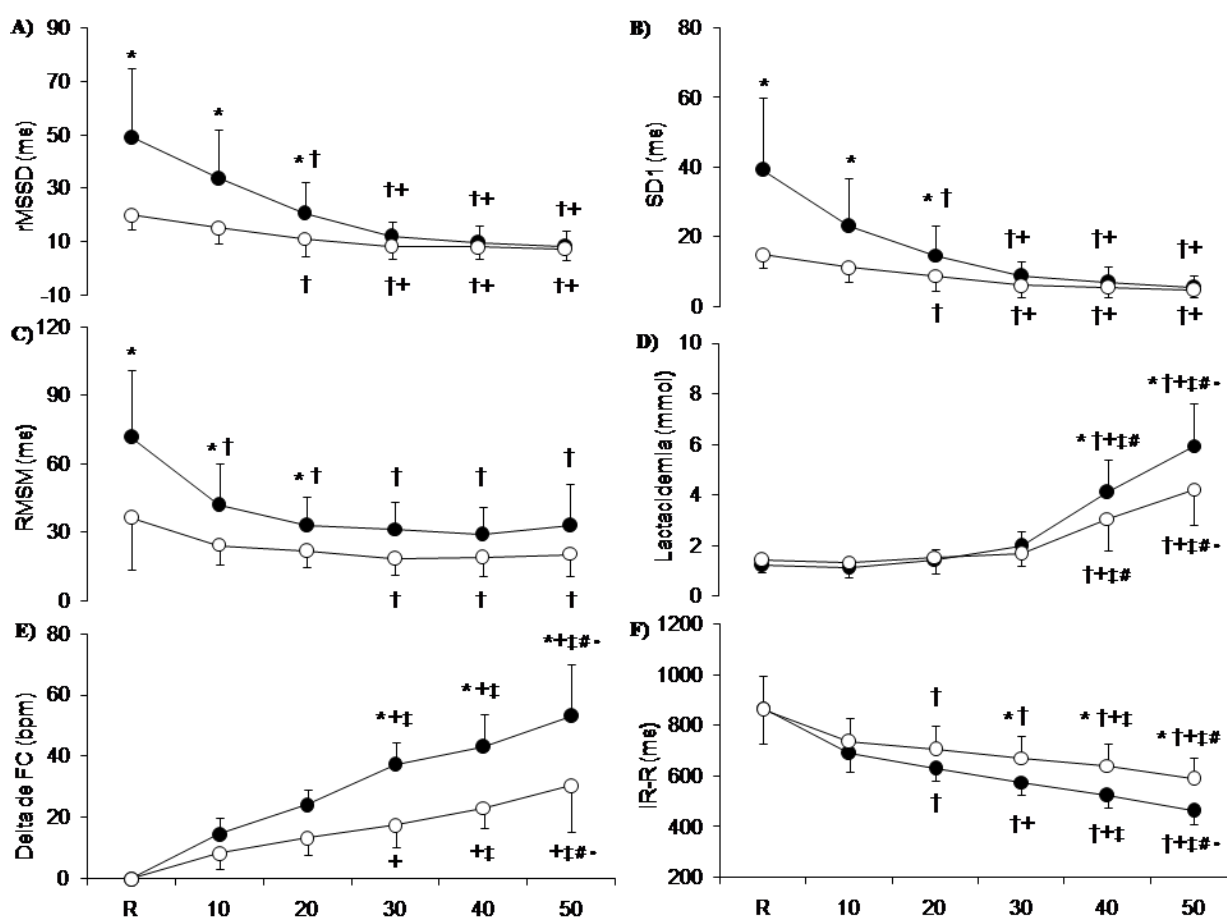 A)
rMSSD (ms)
90
70
50
30
10
-10
* * * † †+ †+ †+
† †+ †+ †+
B)
SD1 (ms)
80
60
40
20
0
* * * † †+ †+ †+
† †+ †+ †+
C)
RMSM (ms)
120
90
60
30
0
* * † * † † † †
† † †
D)
Lactacidemia (mmol)
10
8
6
4
2
0
* †+‡# * †+‡#-
†+‡# †+‡#-
E)
Delta de FC (bpm)
80
60
40
20
0
*+‡ *+‡ *+‡#-
+ +‡ +‡#-
R 10 20 30 40 50
F)
IR-R (ms)
1200
1000
800
600
400
200
† * † * †+‡ * †+‡#
† †+ †+‡ †+‡#-
R 10 20 30 40 50